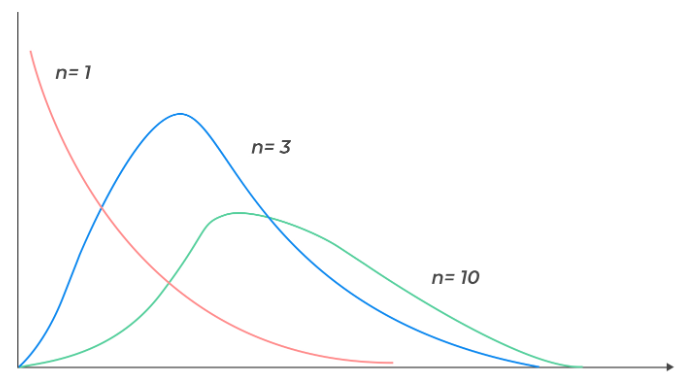 n= 1
n= 3
n= 10